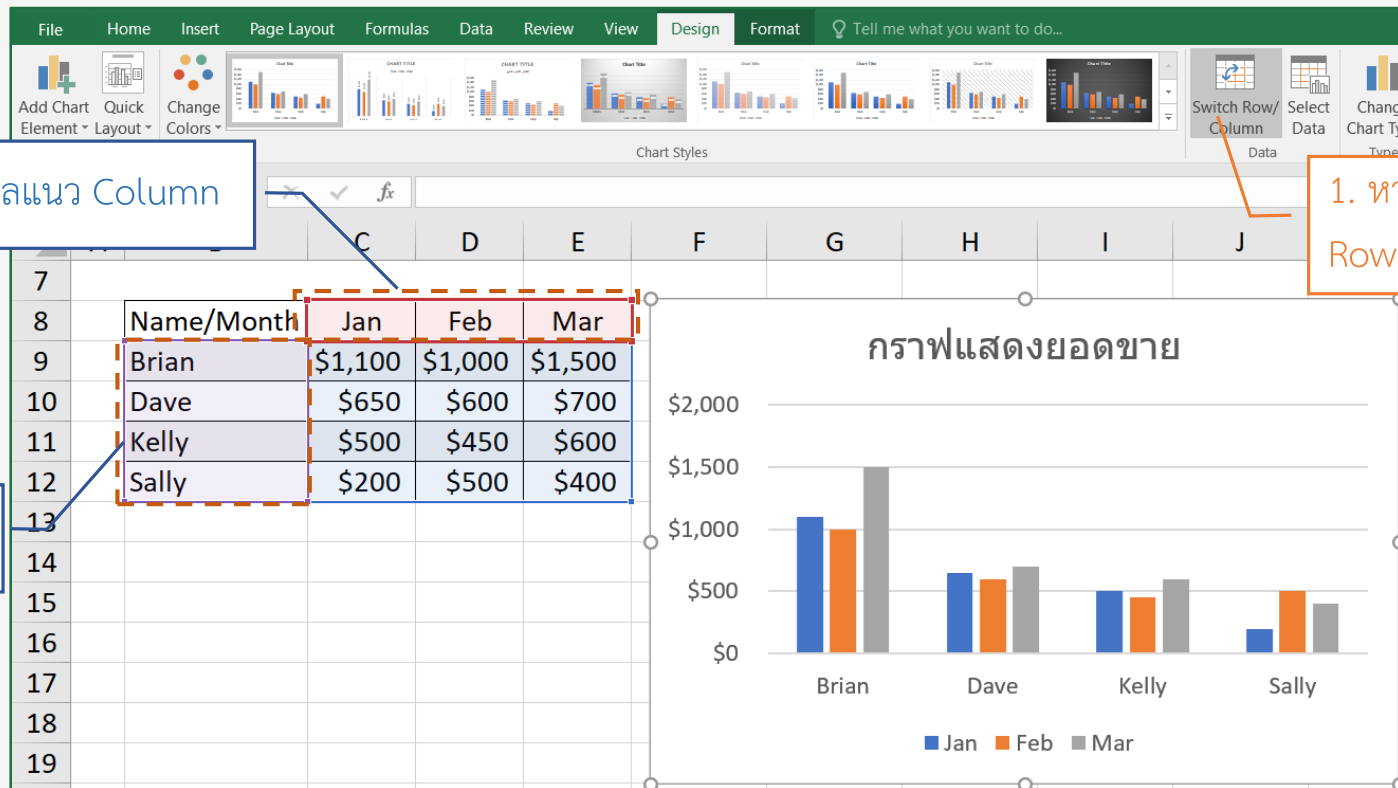 File Home Insert Page Layout Formulas Data Review View Design Format Tell me what you want to do...
Add Chart Element Quick Layout Change Colors Switch Row/ Column Select Data
Chart Styles Data Type
แนว Column
fx
1.
Row
C D E F G H I J
7
8 Name/Month Jan Feb Mar
9 Brian $1,100 $1,000 $1,500
10 Dave $650 $600 $700
11 Kelly $500 $450 $600
12 Sally $200 $500 $400
13
14
15
16
17
18
19
กราฟแสดงยอดขาย
$2,000
$1,500
$1,000
$500
$0
Brian Dave Kelly Sally
Jan Feb Mar